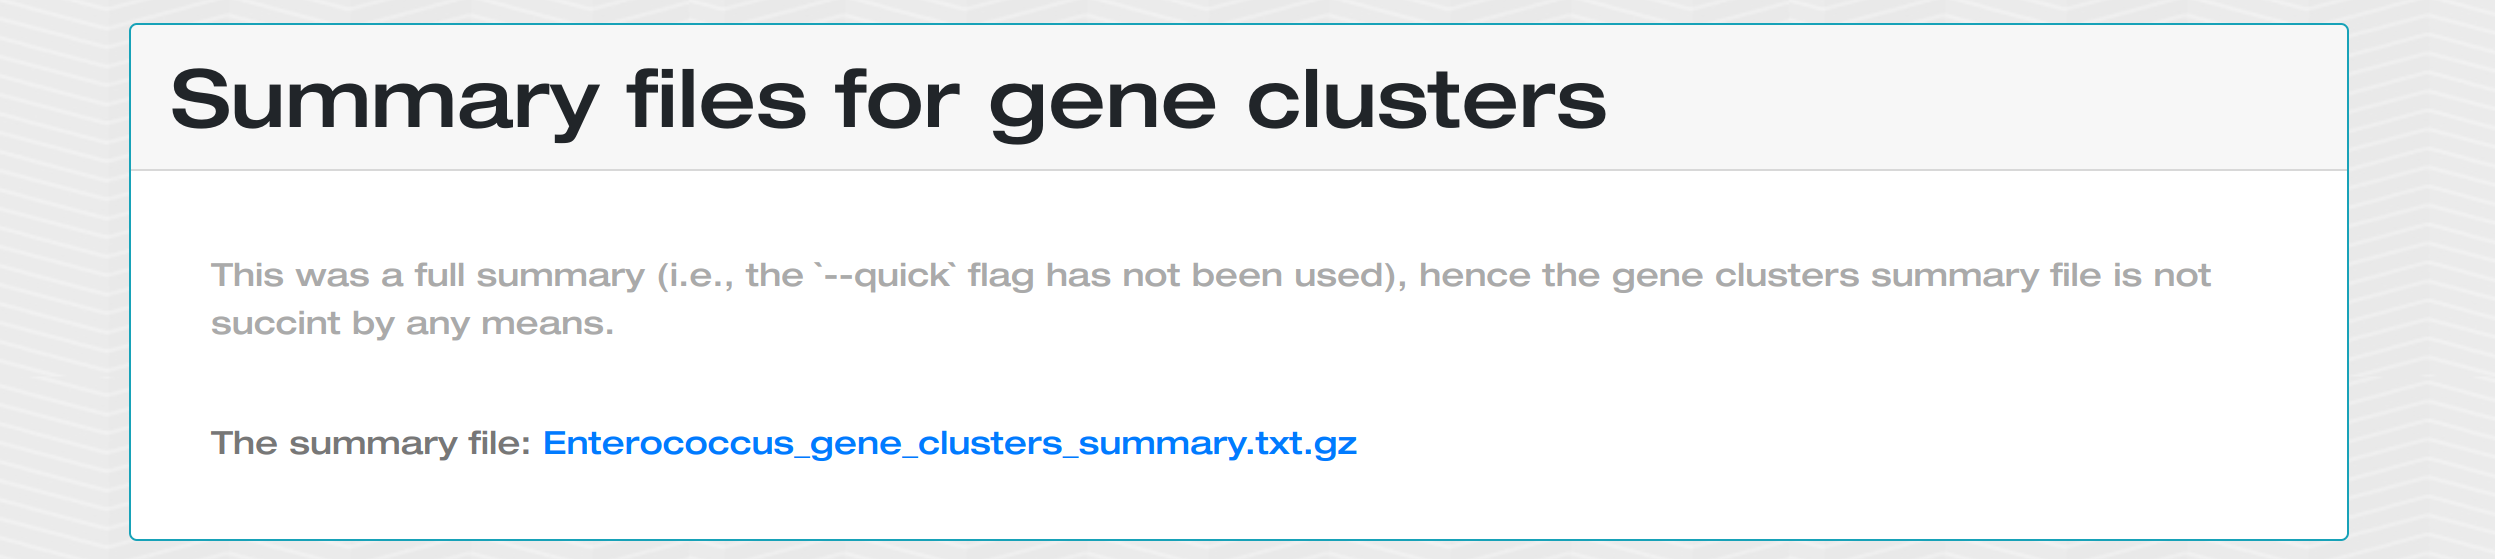 Summary files for gene clusters
This was a full summary (i.e., the `--quick` flag has not been used), hence the gene clusters summary file is not
succint by any means.
The summary file: Enterococcus_gene_clusters_summary.txt.gz